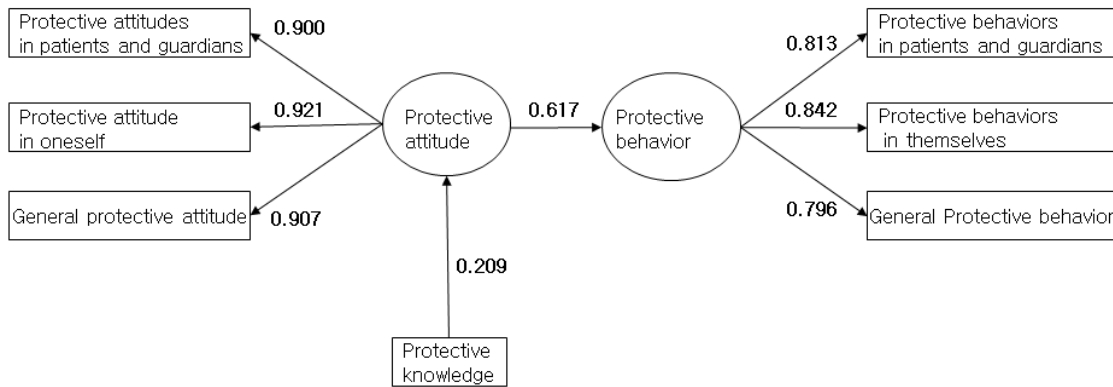 Protective attitudes
in patients and guardians
0.900
Protective attitude
in oneself
0.921
General protective attitude
0.907
Protective
attitude
0.617
Protective
behavior
0.813
Protective behaviors
in patients and guardians
0.842
Protective behaviors
in themselves
0.796
General Protective behavior
0.209
Protective
knowledge